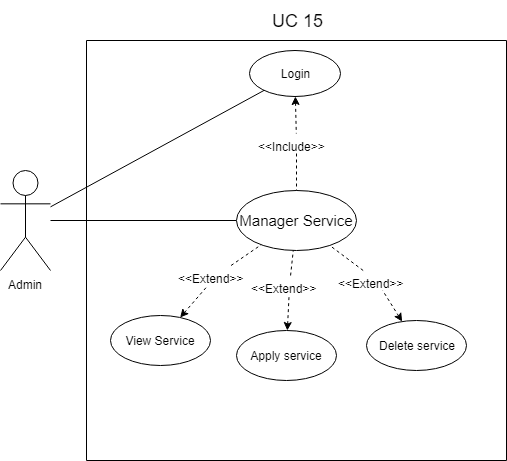 UC 15
Login
<<Include>>
Manager Service
Admin
<<Extend>>
<<Extend>>
<<Extend>>
View Service
Apply service
Delete service